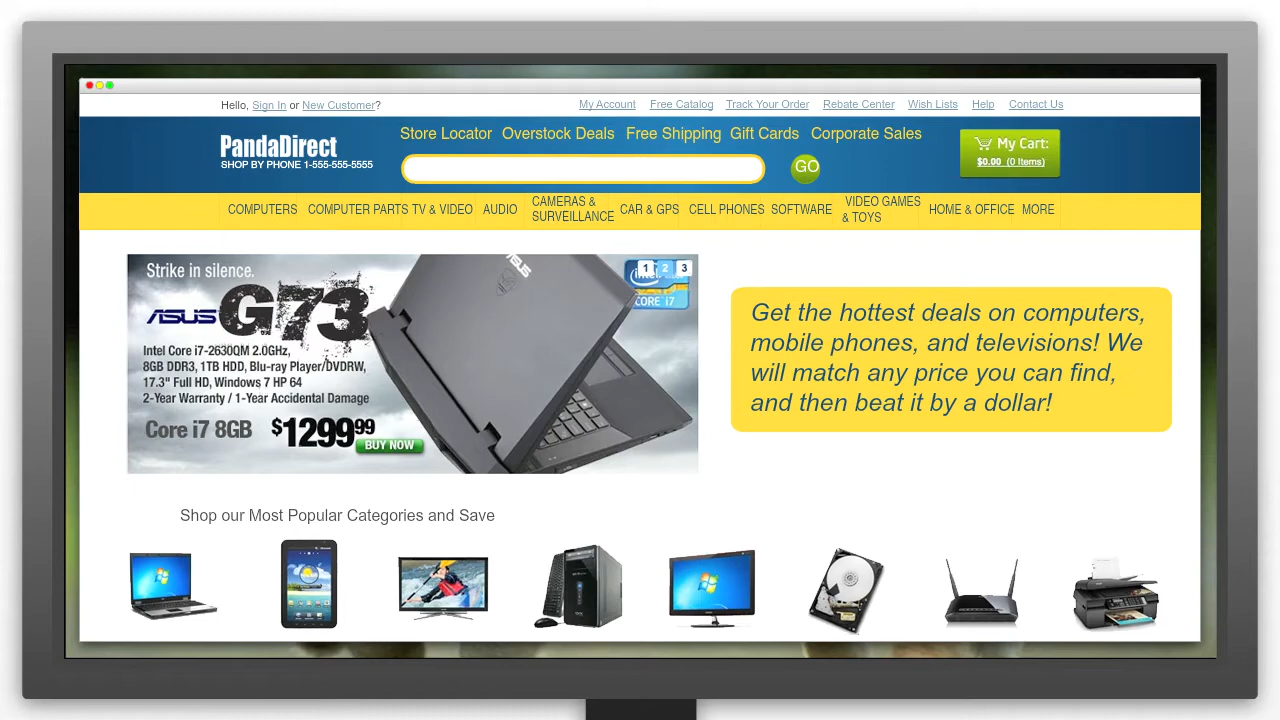 Hello, Sign In or New Customer?
My Account Free Catalog Track Your Order Rebate Center Wish Lists Help Contact Us
PandaDirect
SHOP BY PHONE 1-555-555-5555
Store Locator Overstock Deals Free Shipping Gift Cards Corporate Sales
GO
My Cart:
$0.00 (0 Items)
COMPUTERS COMPUTER PARTS TV & VIDEO AUDIO CAMERAS & SURVEILLANCE CAR & GPS CELL PHONES SOFTWARE VIDEO GAMES & TOYS HOME & OFFICE MORE
Strike in silence.
ASUS G73
Intel Core i7-2630QM 2.0GHz,
8GB DDR3, 1TB HDD, Blu-ray Player/DVDRW,
17.3" Full HD, Windows 7 HP 64
2-Year Warranty / 1-Year Accidental Damage
Core i7 8GB $1299.99
BUY NOW
ASUS
1 2 3
intel
CORE i7
Get the hottest deals on computers,
mobile phones, and televisions! We
will match any price you can find,
and then beat it by a dollar!
Shop our Most Popular Categories and Save